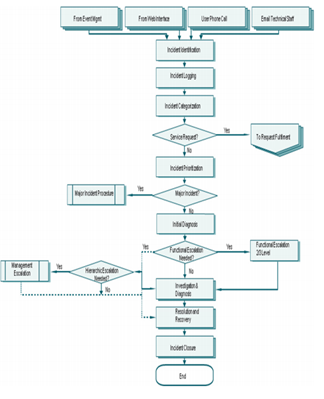 From Event Mgmt
From Web Interface
User Phone Call
Email Technical Staff
Incident Identification
Incident Logging
Incident Categorization
Service Request?
Yes
To Request Fulfilment
No
Incident Prioritization
Major Incident Procedure
Yes
Major Incident?
No
Initial Diagnosis
Yes
Functional Escalation
Needed?
Yes
Functional Escalation
2/3 Level
Management
Escalation
Yes
Hierarchic Escalation
Needed?
No
No
Investigation &
Diagnosis
Resolution and
Recovery
Incident Closure
End